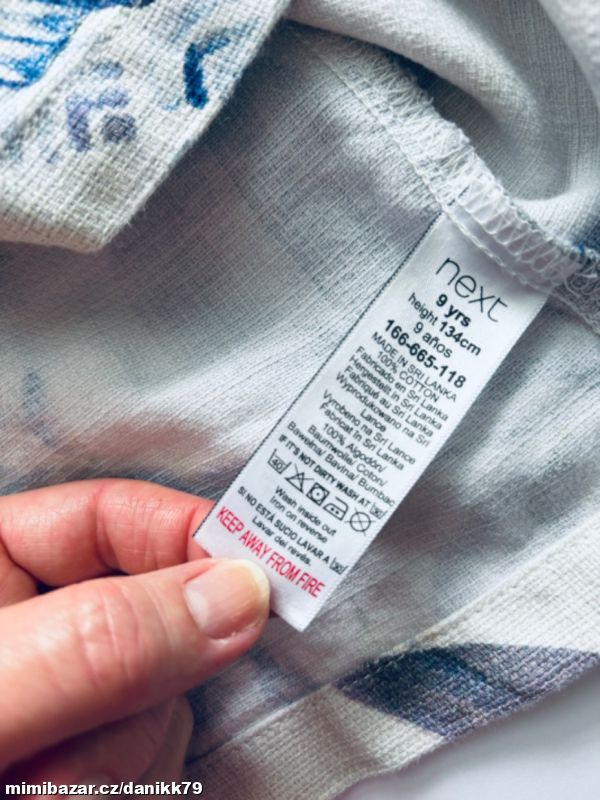 next
9 yrs
height 134cm
9 años
166-665-118
MADE IN SRI LANKA
100% COTTON
Fabricado en Sri Lanka
Hergestellt in Sri Lanka
Fabriqué au Sri Lanka
Wyprodukowano na Sri
Lance
Vyrobeno na Srí Lance
Fabricat în Sri Lanka
100% Algodón/
Baumwolle/ Coton/
Bawełna/ Bavlna/ Bumbac
IF IT'S NOT DIRTY WASH AT 30
40
Wash inside out
Iron on reverse
SI NO ESTÁ SUCIO LAVAR A 30
Lavar del revés.
KEEP AWAY FROM FIRE
mimibazar.cz/danikk79